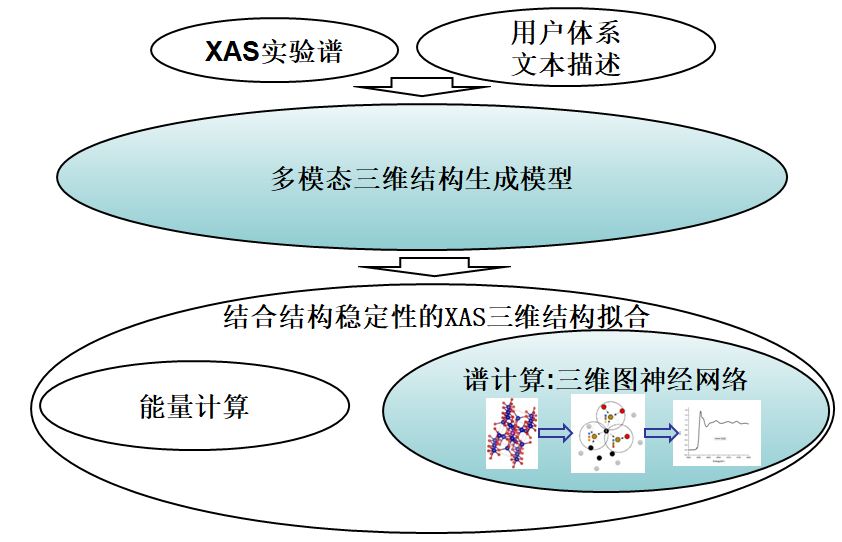 XAS实验谱
用户体系
文本描述
多模态三维结构生成模型
结合结构稳定性的XAS三维结构拟合
能量计算
谱计算:三维图神经网络